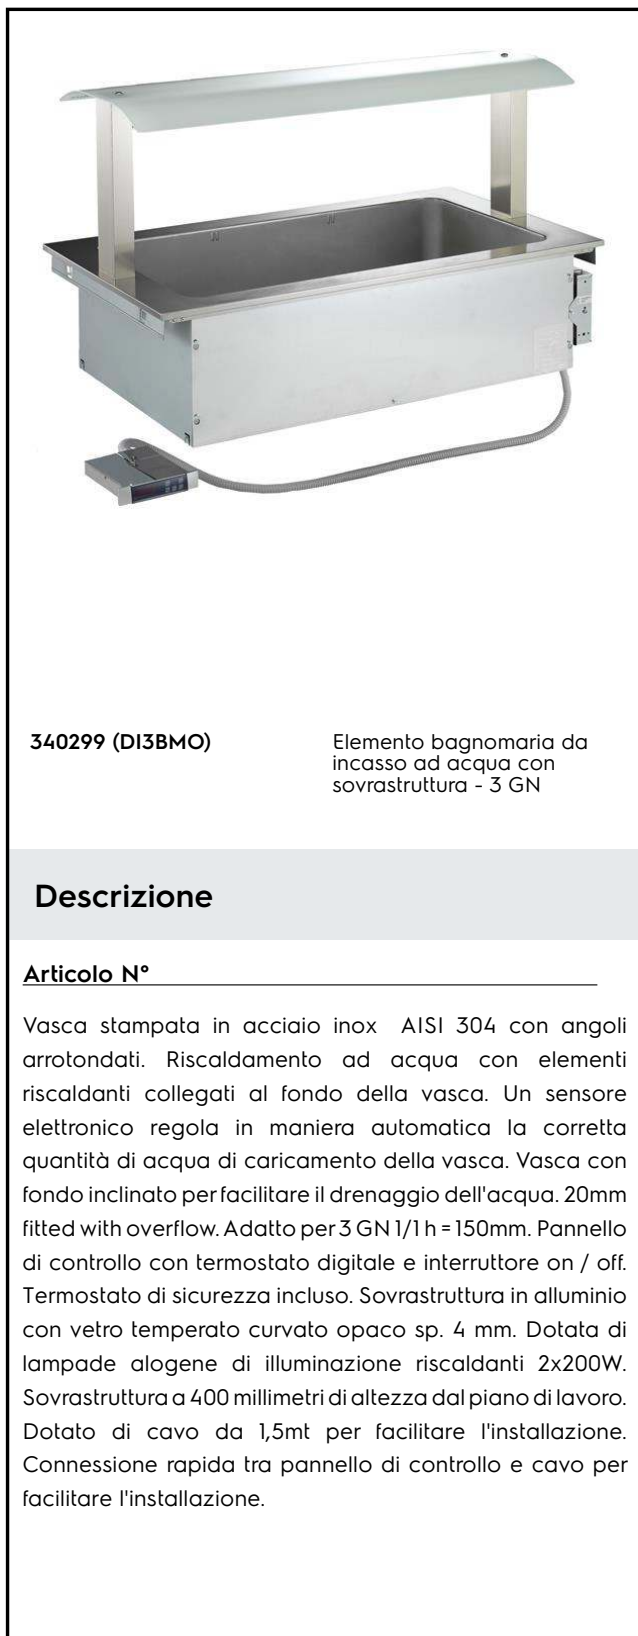 340299 (DI3BMO)
Elemento bagnomaria da
incasso ad acqua con
sovrastruttura - 3 GN
Descrizione
Articolo N°
Vasca stampata in acciaio inox AISI 304 con angoli
arrotondati. Riscaldamento ad acqua con elementi
riscaldanti collegati al fondo della vasca. Un sensore
elettronico regola in maniera automatica la corretta
quantità di acqua di caricamento della vasca. Vasca con
fondo inclinato per facilitare il drenaggio dell'acqua. 20mm
fitted with overflow. Adatto per 3 GN 1/1 h = 150mm. Pannello
di controllo con termostato digitale e interruttore on / off.
Termostato di sicurezza incluso. Sovrastruttura in alluminio
con vetro temperato curvato opaco sp. 4 mm. Dotata di
lampade alogene di illuminazione riscaldanti 2x200W.
Sovrastruttura a 400 millimetri di altezza dal piano di lavoro.
Dotato di cavo da 1,5mt per facilitare l'installazione.
Connessione rapida tra pannello di controllo e cavo per
facilitare l'installazione.